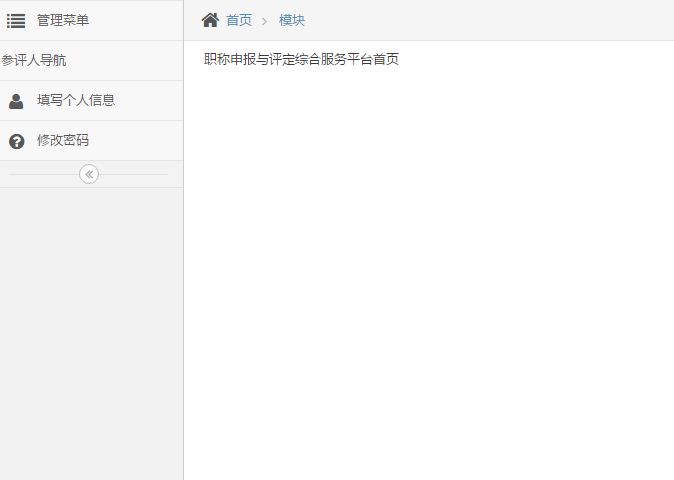 管理菜单
参评人导航
填写个人信息
修改密码
首页 模块
职称申报与评定综合服务平台首页